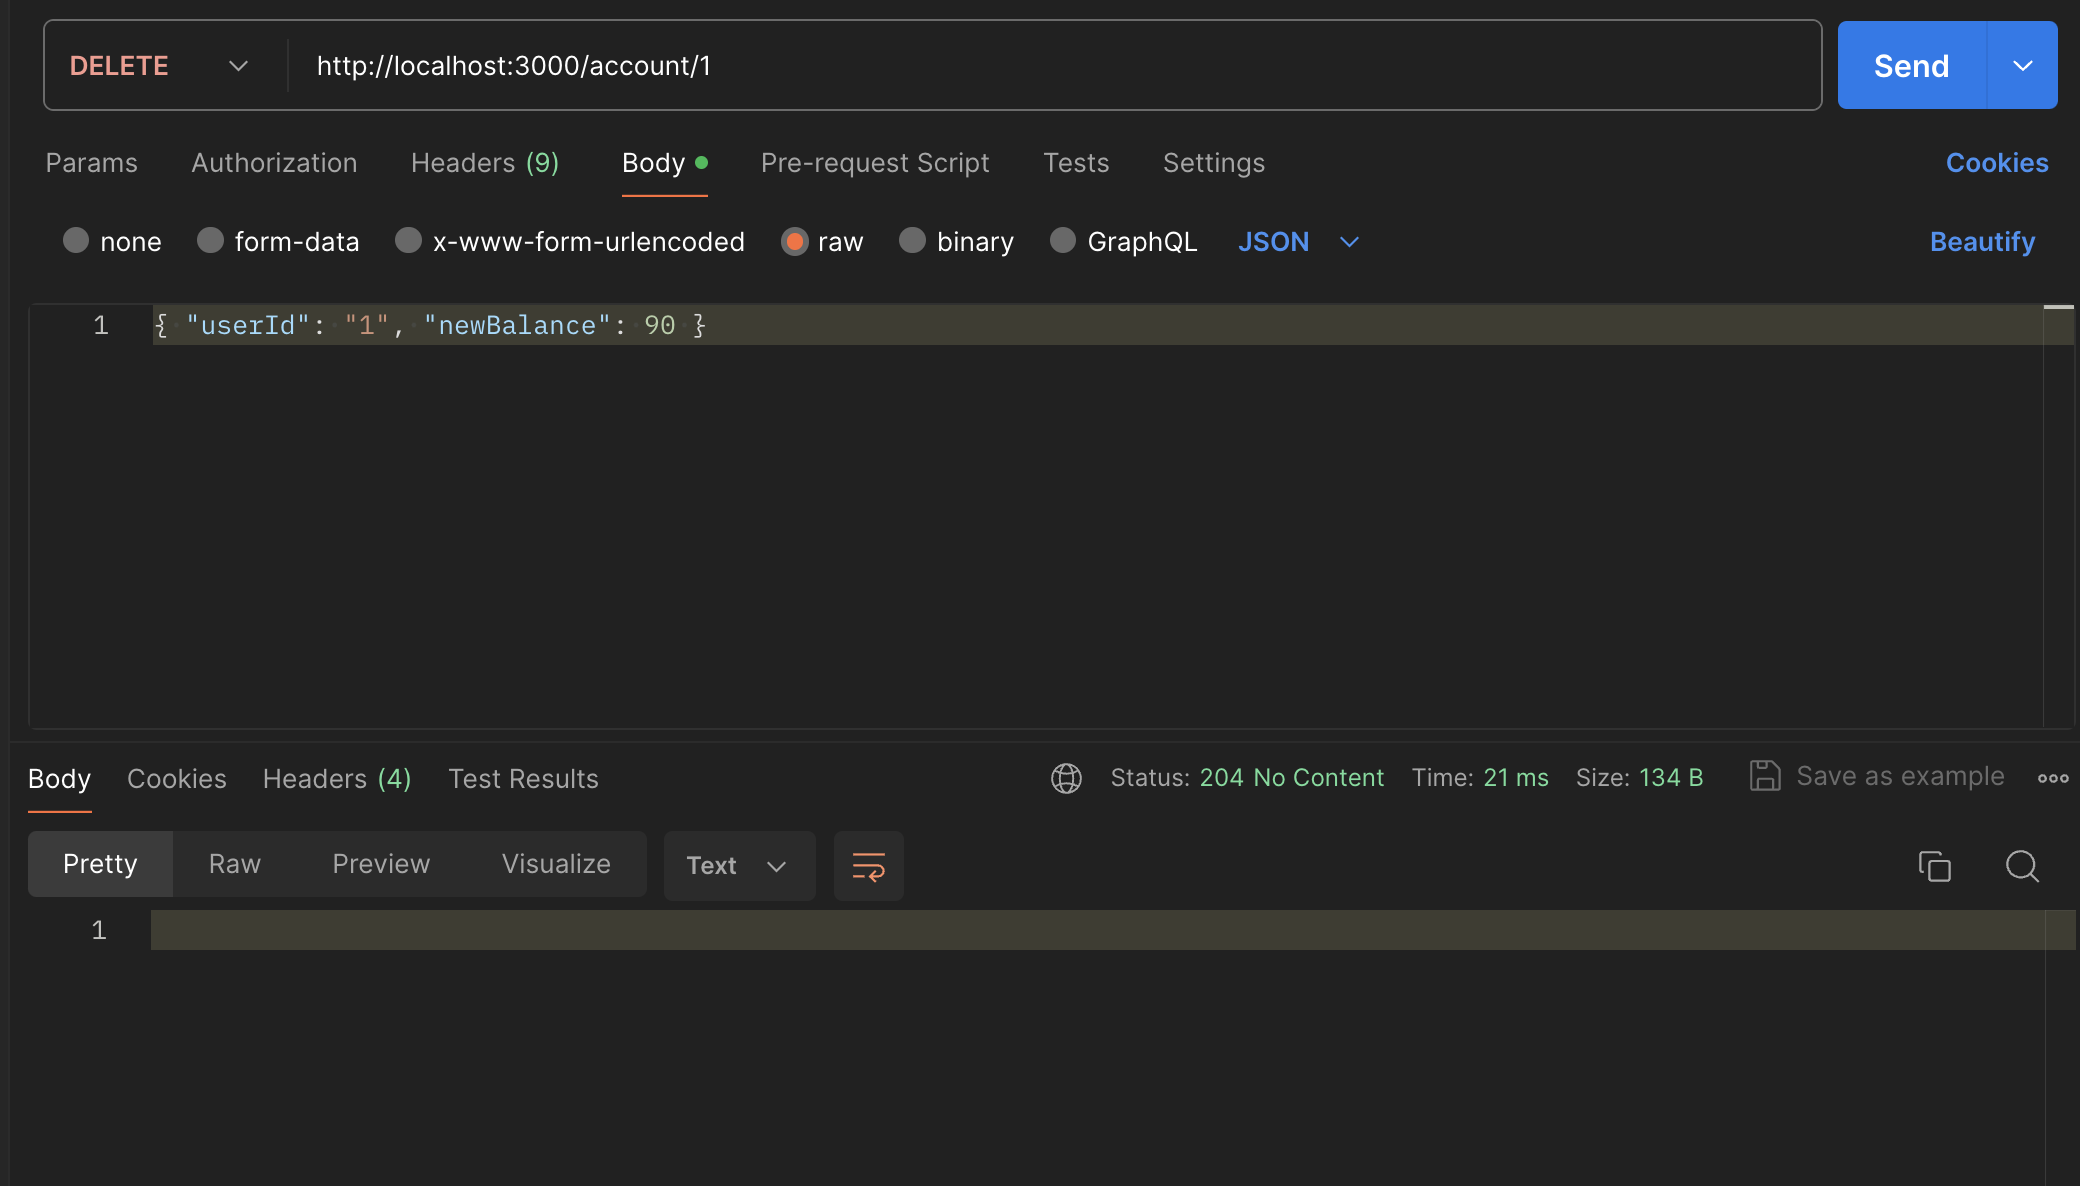 DELETE http://localhost:3000/account/1 Send
Params Authorization Headers (9) Body Pre-request Script Tests Settings Cookies
none form-data x-www-form-urlencoded raw binary GraphQL JSON Beautify
1 { "userId": "1", "newBalance": 90 }
Body Cookies Headers (4) Test Results Status: 204 No Content Time: 21 ms Size: 134 B Save as example
Pretty Raw Preview Visualize Text
1